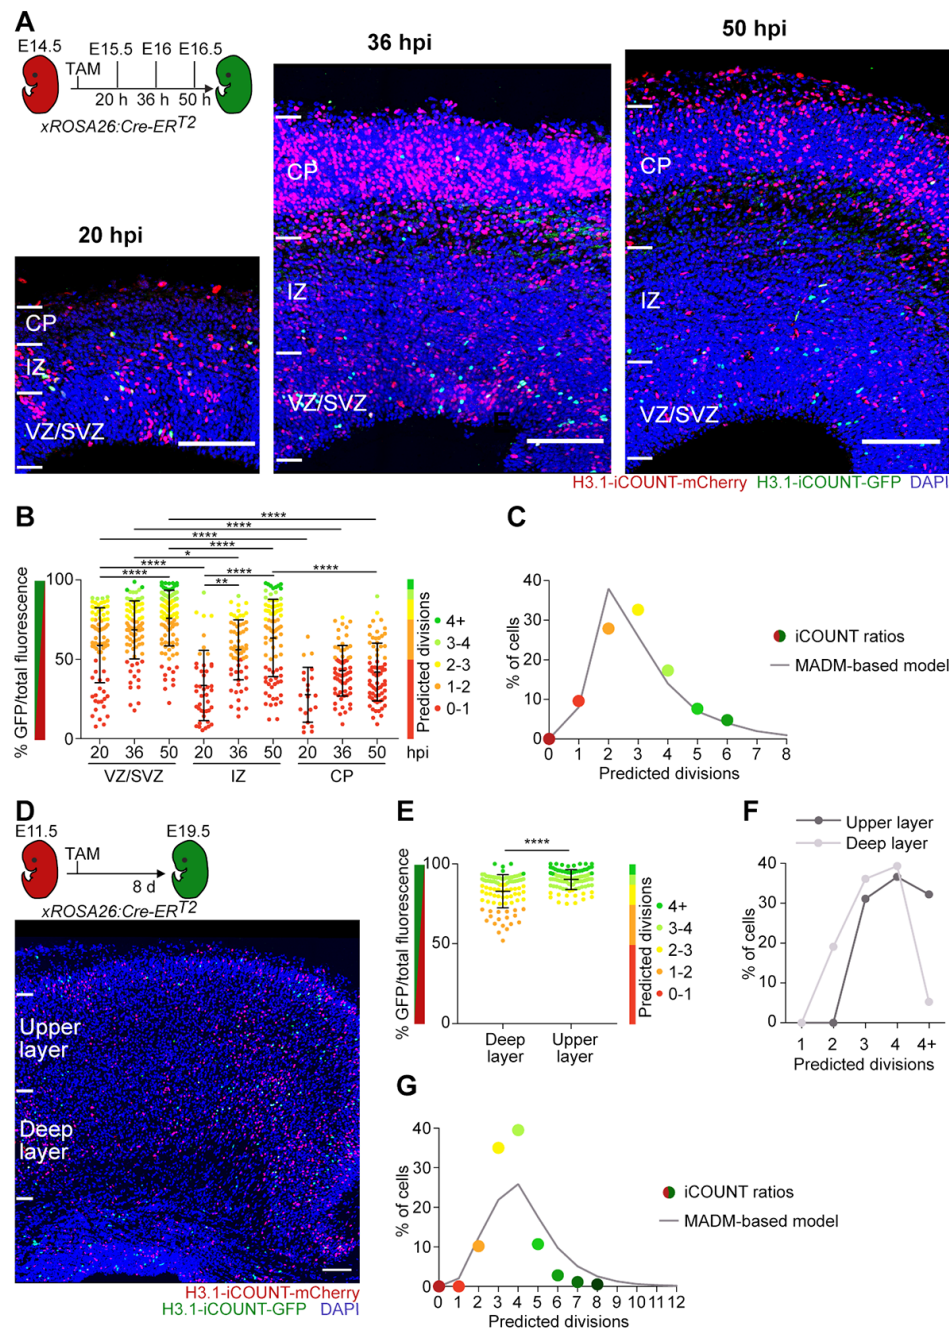 A
E14.5
E15.5 E16 E16.5
TAM
20 h 36 h 50 h
xROSA26:Cre-ERT2
20 hpi
CP
IZ
VZ/SVZ
36 hpi
CP
IZ
VZ/SVZ
50 hpi
CP
IZ
VZ/SVZ
H3.1-iCOUNT-mCherry H3.1-iCOUNT-GFP DAPI
B
% GFP/total fluorescence
100
50
0
****
****
****
****
*
****
****
****
****
**
Predicted divisions
4+
3-4
2-3
1-2
0-1
20 36 50 20 36 50 20 36 50 hpi
VZ/SVZ IZ CP
C
% of cells
40
30
20
10
0
0 1 2 3 4 5 6 7 8
Predicted divisions
iCOUNT ratios
MADM-based model
D
E11.5
E19.5
TAM
8 d
xROSA26:Cre-ERT2
Upper
layer
Deep
layer
H3.1-iCOUNT-mCherry
H3.1-iCOUNT-GFP DAPI
E
% GFP/total fluorescence
100
50
0
****
Deep
layer
Upper
layer
Predicted divisions
4+
3-4
2-3
1-2
0-1
F
Upper layer
Deep layer
% of cells
40
30
20
10
0
1 2 3 4 4+
Predicted divisions
G
% of cells
40
30
20
10
0
0 1 2 3 4 5 6 7 8 9 10 11 12
Predicted divisions
iCOUNT ratios
MADM-based model